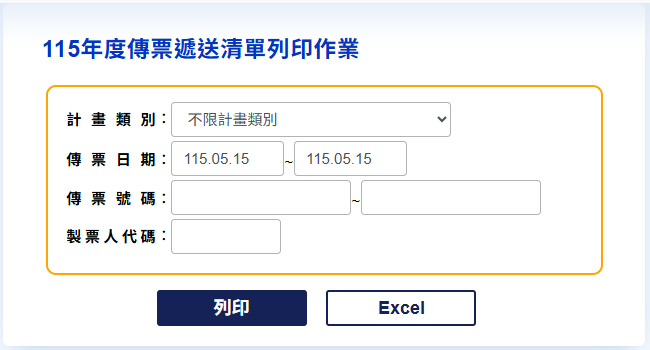 115年度傳票遞送清單列印作業
計畫類別： 不限計畫類別
傳票日期： 115.05.15 ~ 115.05.15
傳票號碼： ~
製票人代碼：
列印 Excel